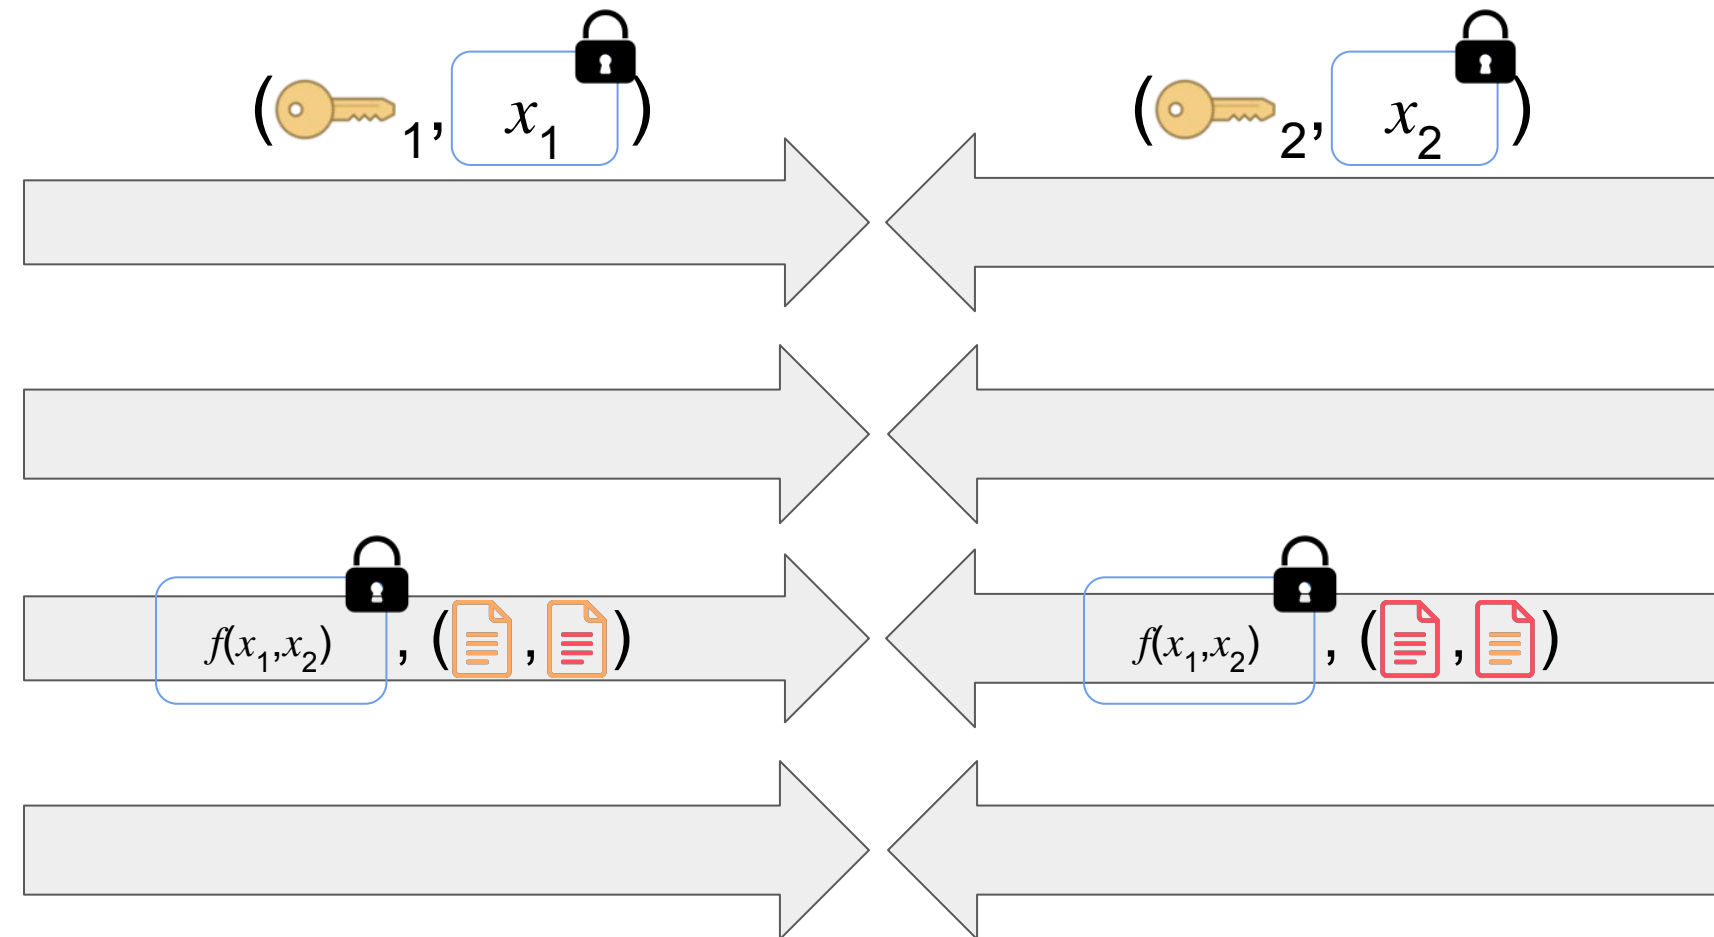 ( 1, x1 )
( 2, x2 )
f(x1,x2) , ( , )
f(x1,x2) , ( , )